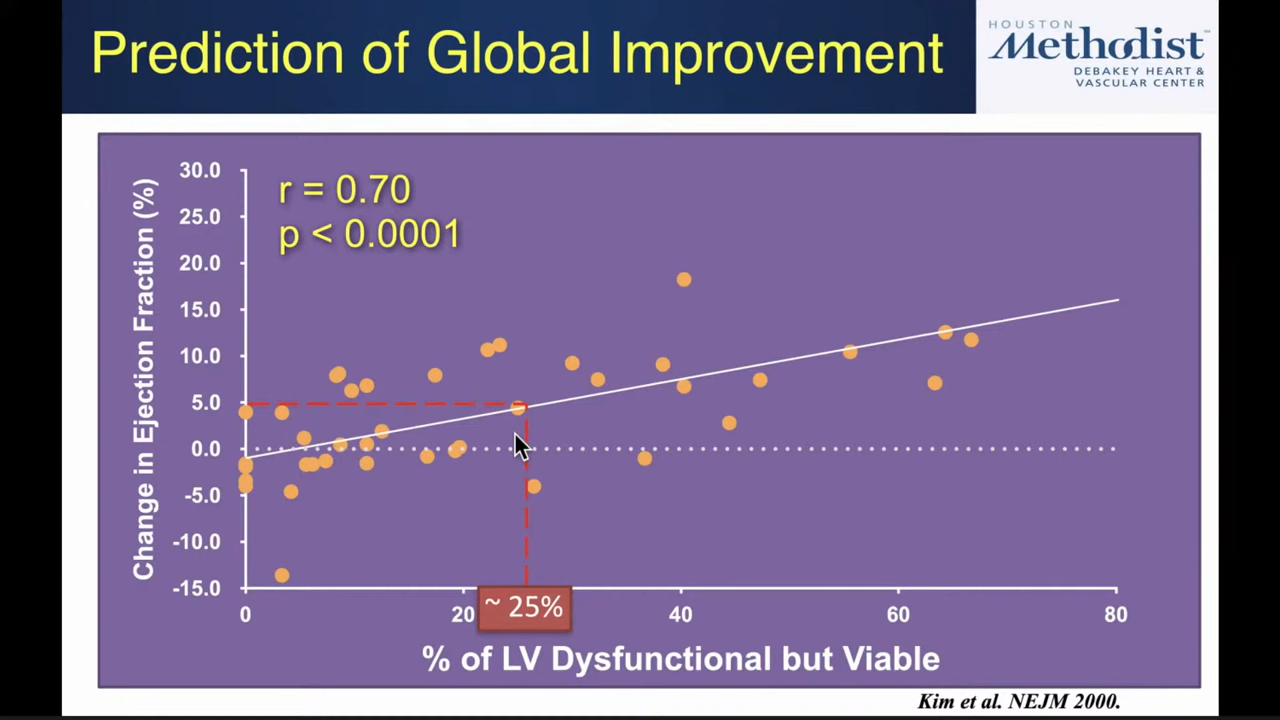 Prediction of Global Improvement
HOUSTON
Methodist
DEBAKEY HEART &
VASCULAR CENTER
r = 0.70
p < 0.0001
Change in Ejection Fraction (%)
30.0
25.0
20.0
15.0
10.0
5.0
0.0
-5.0
-10.0
-15.0
0
20
~ 25%
40
60
80
% of LV Dysfunctional but Viable
Kim et al. NEJM 2000.